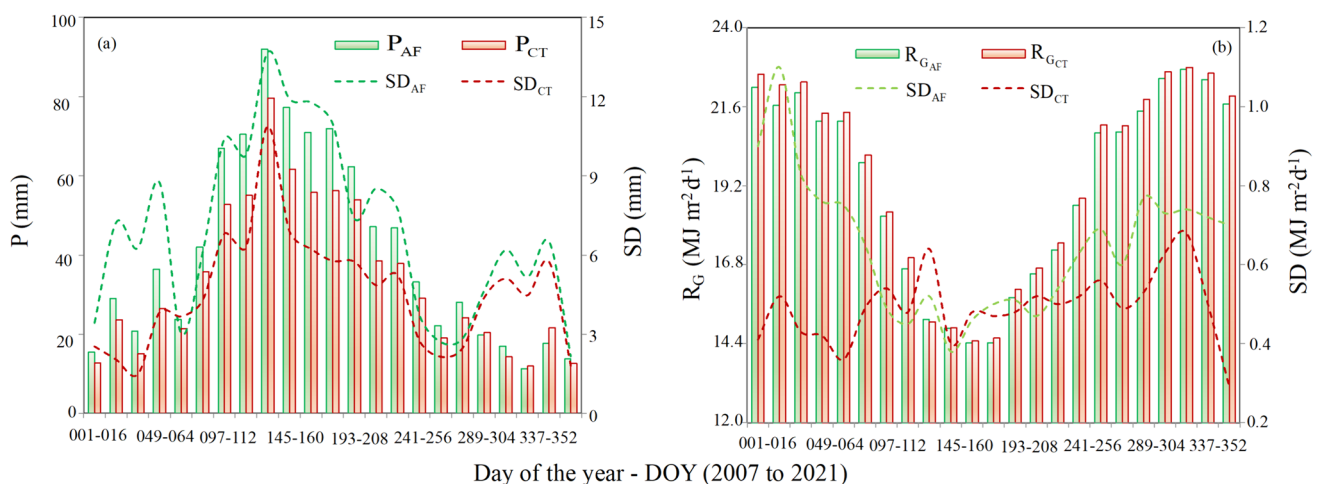 (a)
P_AF
P_CT
SD_AF
SD_CT
P (mm)
100
80
60
40
20
0
SD (mm)
15
12
9
6
3
0
001-016 049-064 097-112 145-160 193-208 241-256 289-304 337-352
(b)
R_G_AF
R_G_CT
SD_AF
SD_CT
R_G (MJ m⁻² d⁻¹)
24.0
21.6
19.2
16.8
14.4
12.0
SD (MJ m⁻² d⁻¹)
1.2
1.0
0.8
0.6
0.4
0.2
001-016 049-064 097-112 145-160 193-208 241-256 289-304 337-352
Day of the year - DOY (2007 to 2021)